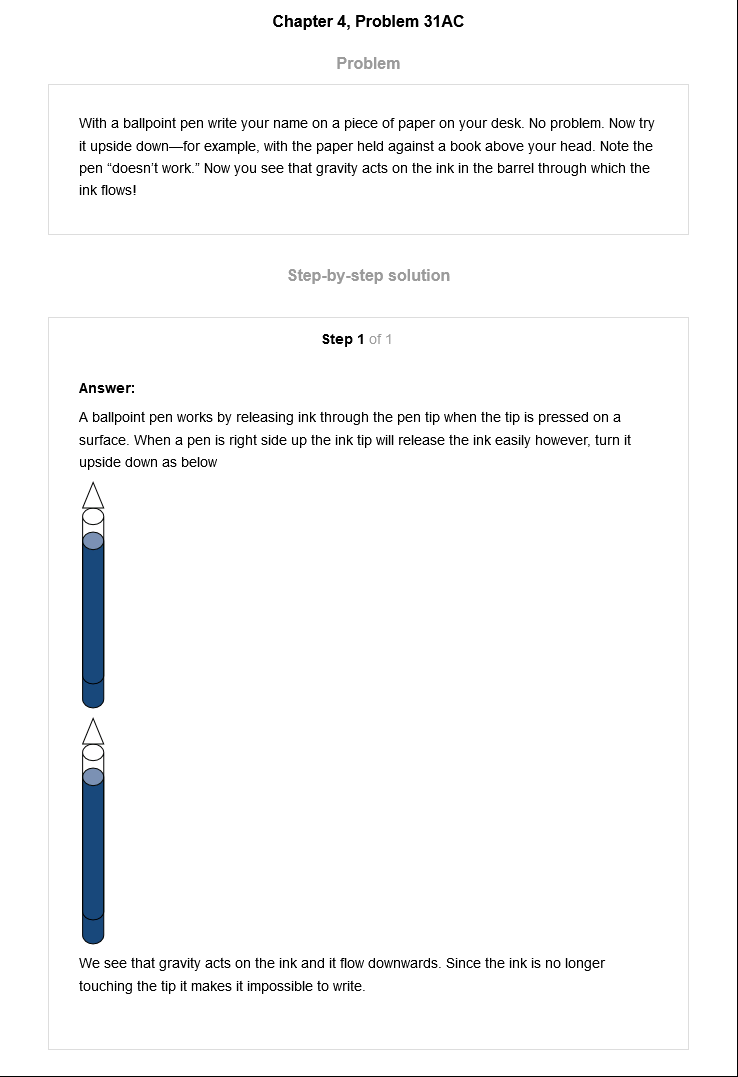 Chapter 4, Problem 31AC
Problem
With a ballpoint pen write your name on a piece of paper on your desk. No problem. Now try
it upside down—for example, with the paper held against a book above your head. Note the
pen “doesn’t work.” Now you see that gravity acts on the ink in the barrel through which the
ink flows!
Step-by-step solution
Step 1 of 1
Answer:
A ballpoint pen works by releasing ink through the pen tip when the tip is pressed on a
surface. When a pen is right side up the ink tip will release the ink easily however, turn it
upside down as below
We see that gravity acts on the ink and it flow downwards. Since the ink is no longer
touching the tip it makes it impossible to write.